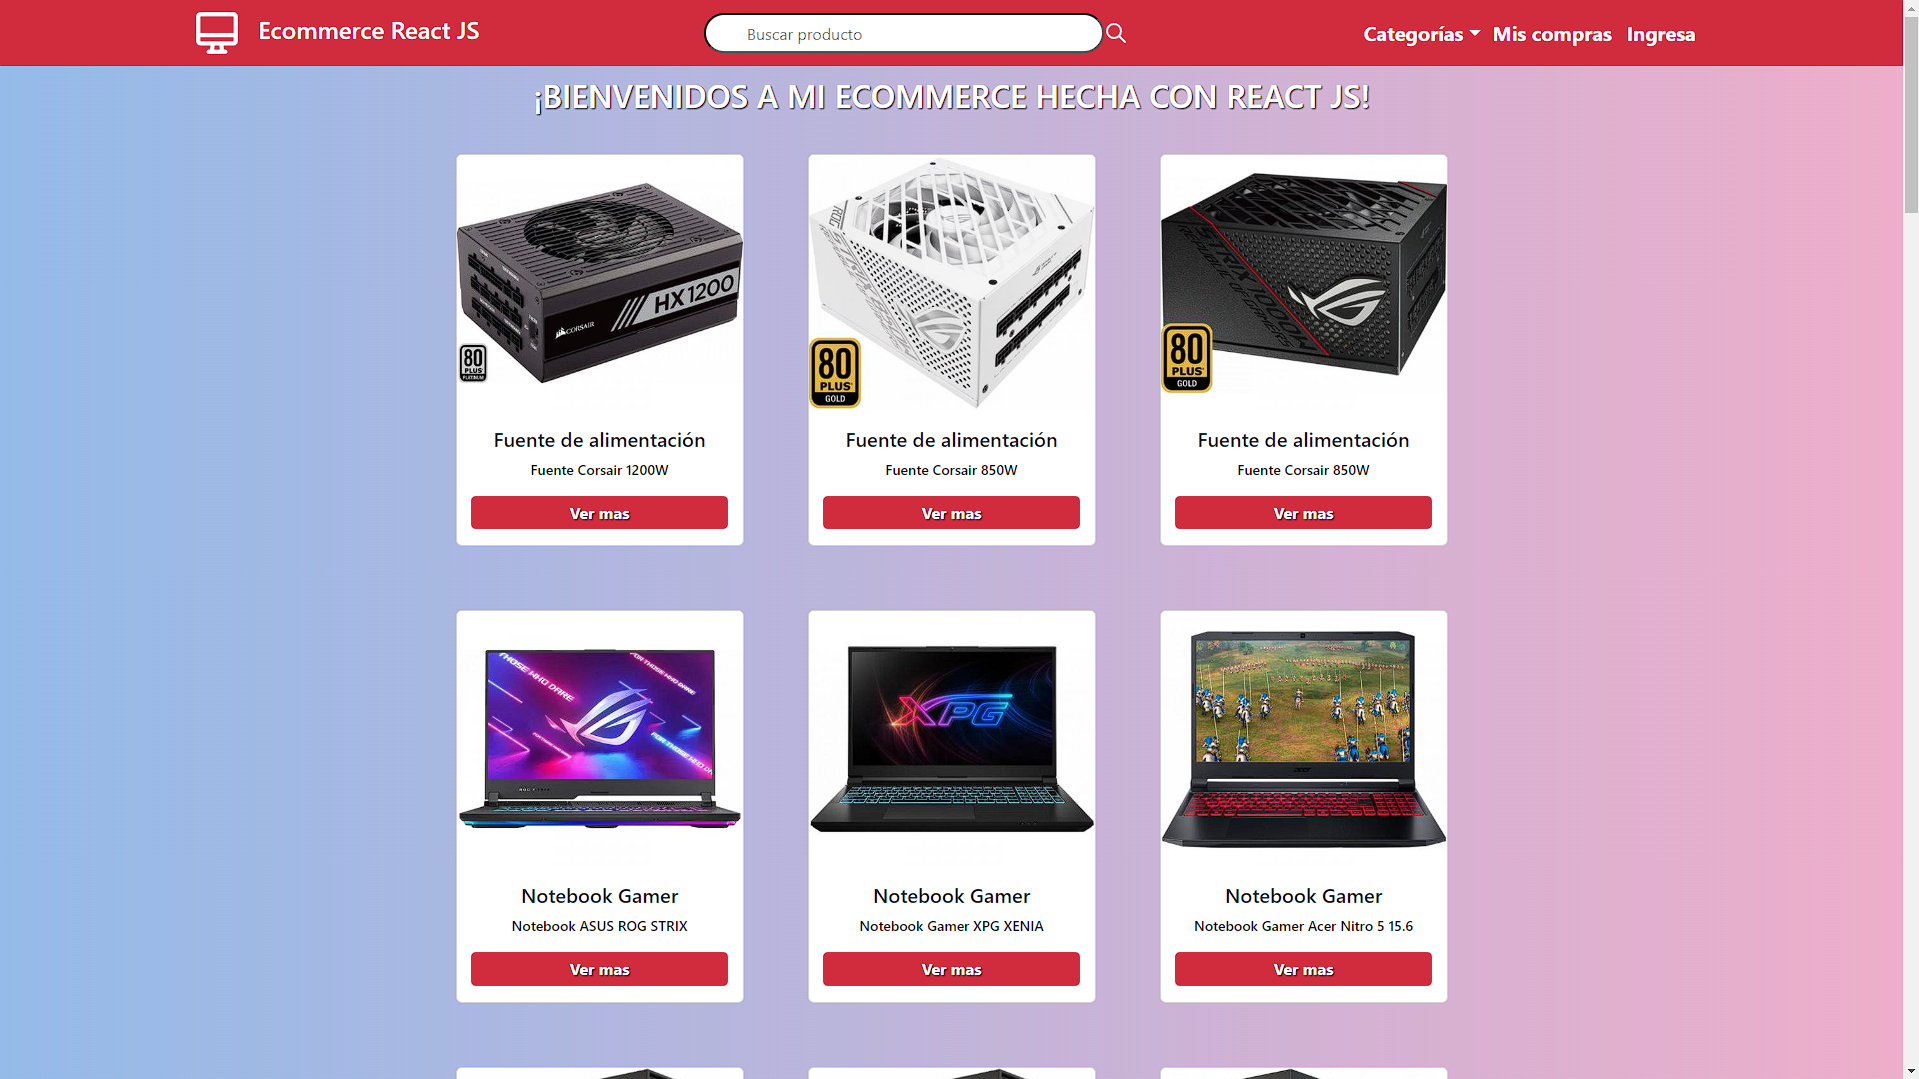 Ecommerce React JS
Buscar producto
Categorías
Mis compras
Ingresa
¡BIENVENIDOS A MI ECOMMERCE HECHA CON REACT JS!
HX1200
CORSAIR
80
PLUS
PLATINUM
80
PLUS
GOLD
80
PLUS
GOLD
Fuente de alimentación
Fuente Corsair 1200W
Ver mas
Fuente de alimentación
Fuente Corsair 850W
Ver mas
Fuente de alimentación
Fuente Corsair 850W
Ver mas
THOSE WHO DARE
FOR THOSE WHO DARE
XPG
acer
Notebook Gamer
Notebook ASUS ROG STRIX
Ver mas
Notebook Gamer
Notebook Gamer XPG XENIA
Ver mas
Notebook Gamer
Notebook Gamer Acer Nitro 5 15.6
Ver mas